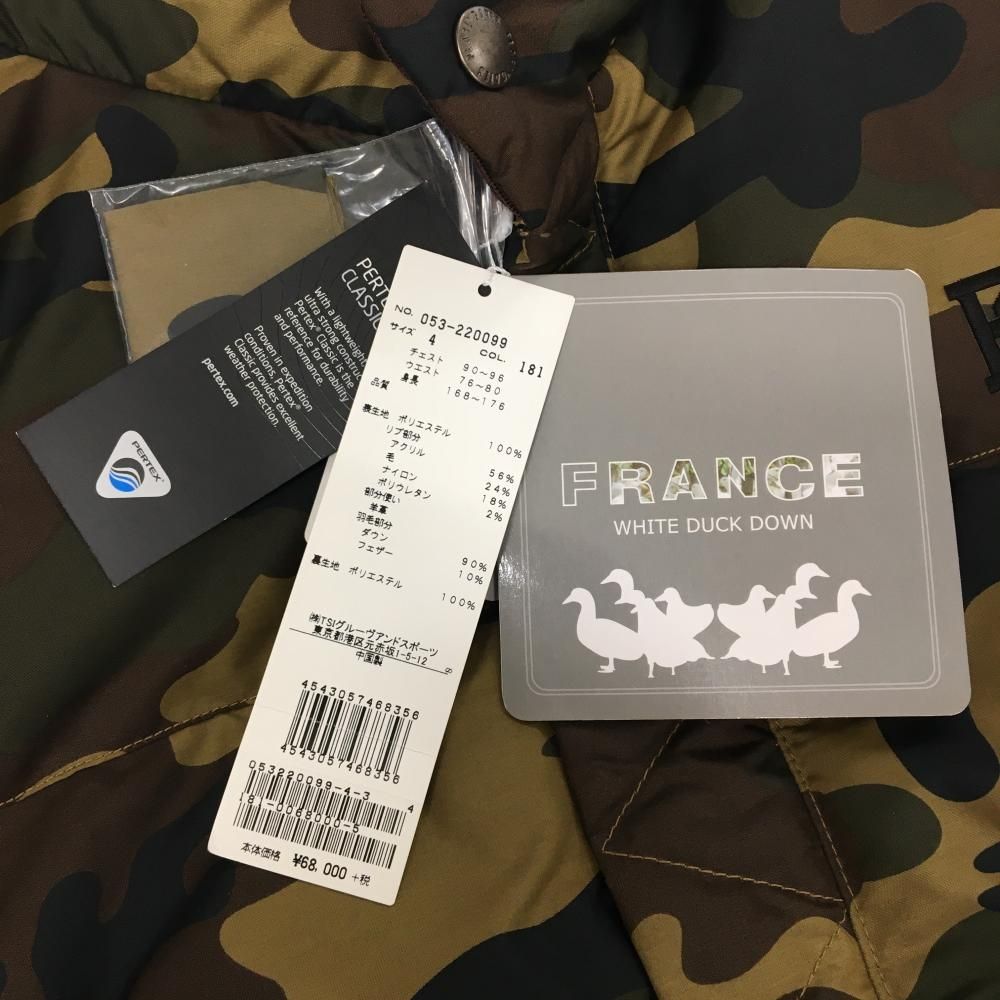 PERTEX
CLASSIC
With a lightweight
ultra strong construc
Pertex® Classic is the
reference for durability
and performance.
Proven in expedition
conditions, Pertex®
Classic provides excellent
weather protection.
pertex.com
PERTEX
NO. 053-220099
サイズ 4 COL. 181
チェスト 90~96
ウエスト 76~80
身長 168~176
品質
裏生地 ポリエステル 100%
リブ部分
アクリル 56%
毛 24%
ナイロン 18%
ポリウレタン 2%
部分使い
羊革
羽毛部分
ダウン 90%
フェザー 10%
裏生地 ポリエステル 100%
㈱TSIグルーヴアンドスポーツ
東京都港区元赤坂1-5-12
中国製 8
4543057468356
4543057468356
053220099-4-3 4
181-0068000-5
本体価格 ¥68,000 +税
FRANCE
WHITE DUCK DOWN